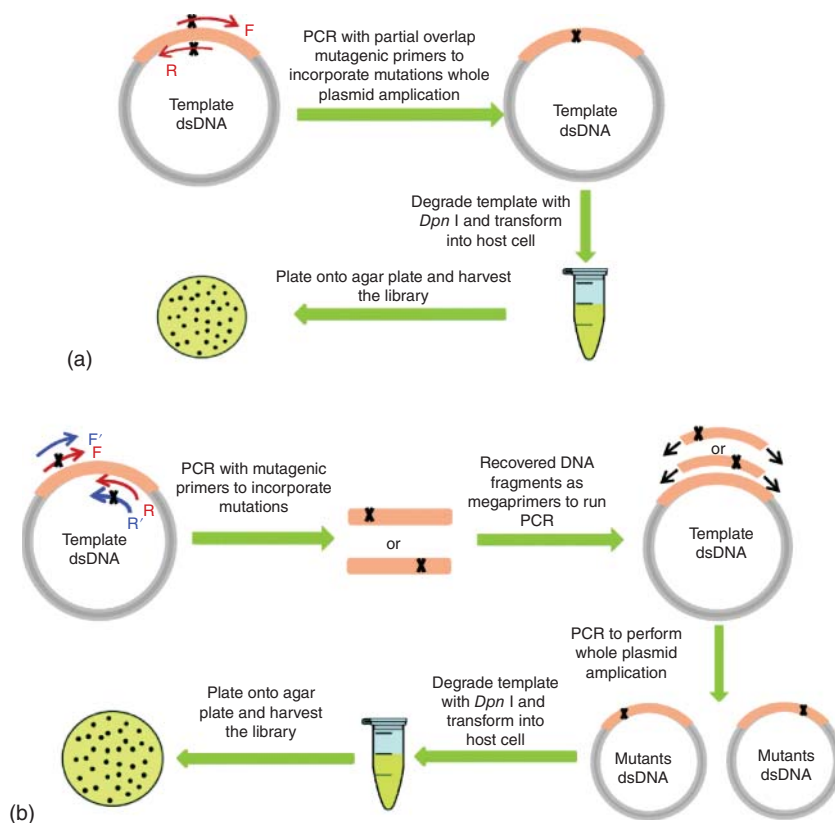 F
R
Template
dsDNA
PCR with partial overlap
mutagenic primers to
incorporate mutations whole
plasmid amplication
Template
dsDNA
Degrade template with
Dpn I and transform
into host cell
Plate onto agar plate and harvest
the library
(a)
F′
F
R
R′
Template
dsDNA
PCR with mutagenic
primers to incorporate
mutations
or
Recovered DNA
fragments as
megaprimers to run
PCR
or
Template
dsDNA
PCR to perform
whole plasmid
amplication
Mutants
dsDNA
Mutants
dsDNA
Degrade template
with Dpn I and
transform into
host cell
Plate onto agar
plate and harvest
the library
(b)